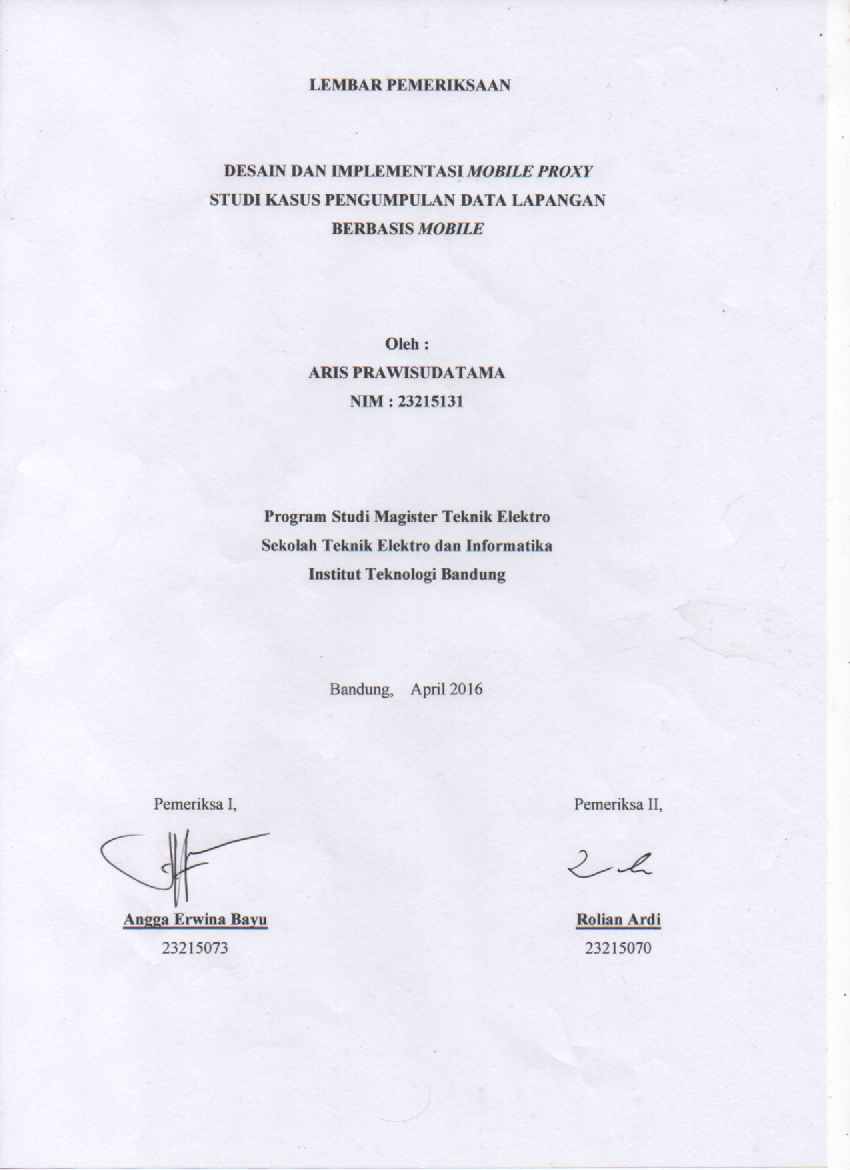 LEMBAR PEMERIKSAAN
DESAIN DAN IMPLEMENTASI MOBILE PROXY
STUDI KASUS PENGUMPULAN DATA LAPANGAN
BERBASIS MOBILE
Oleh :
ARIS PRAWISUDATAMA
NIM : 23215131
Program Studi Magister Teknik Elektro
Sekolah Teknik Elektro dan Informatika
Institut Teknologi Bandung
Bandung, April 2016
Pemeriksa I,
Angga Erwina Bayu
23215073
Pemeriksa II,
Rolian Ardi
23215070